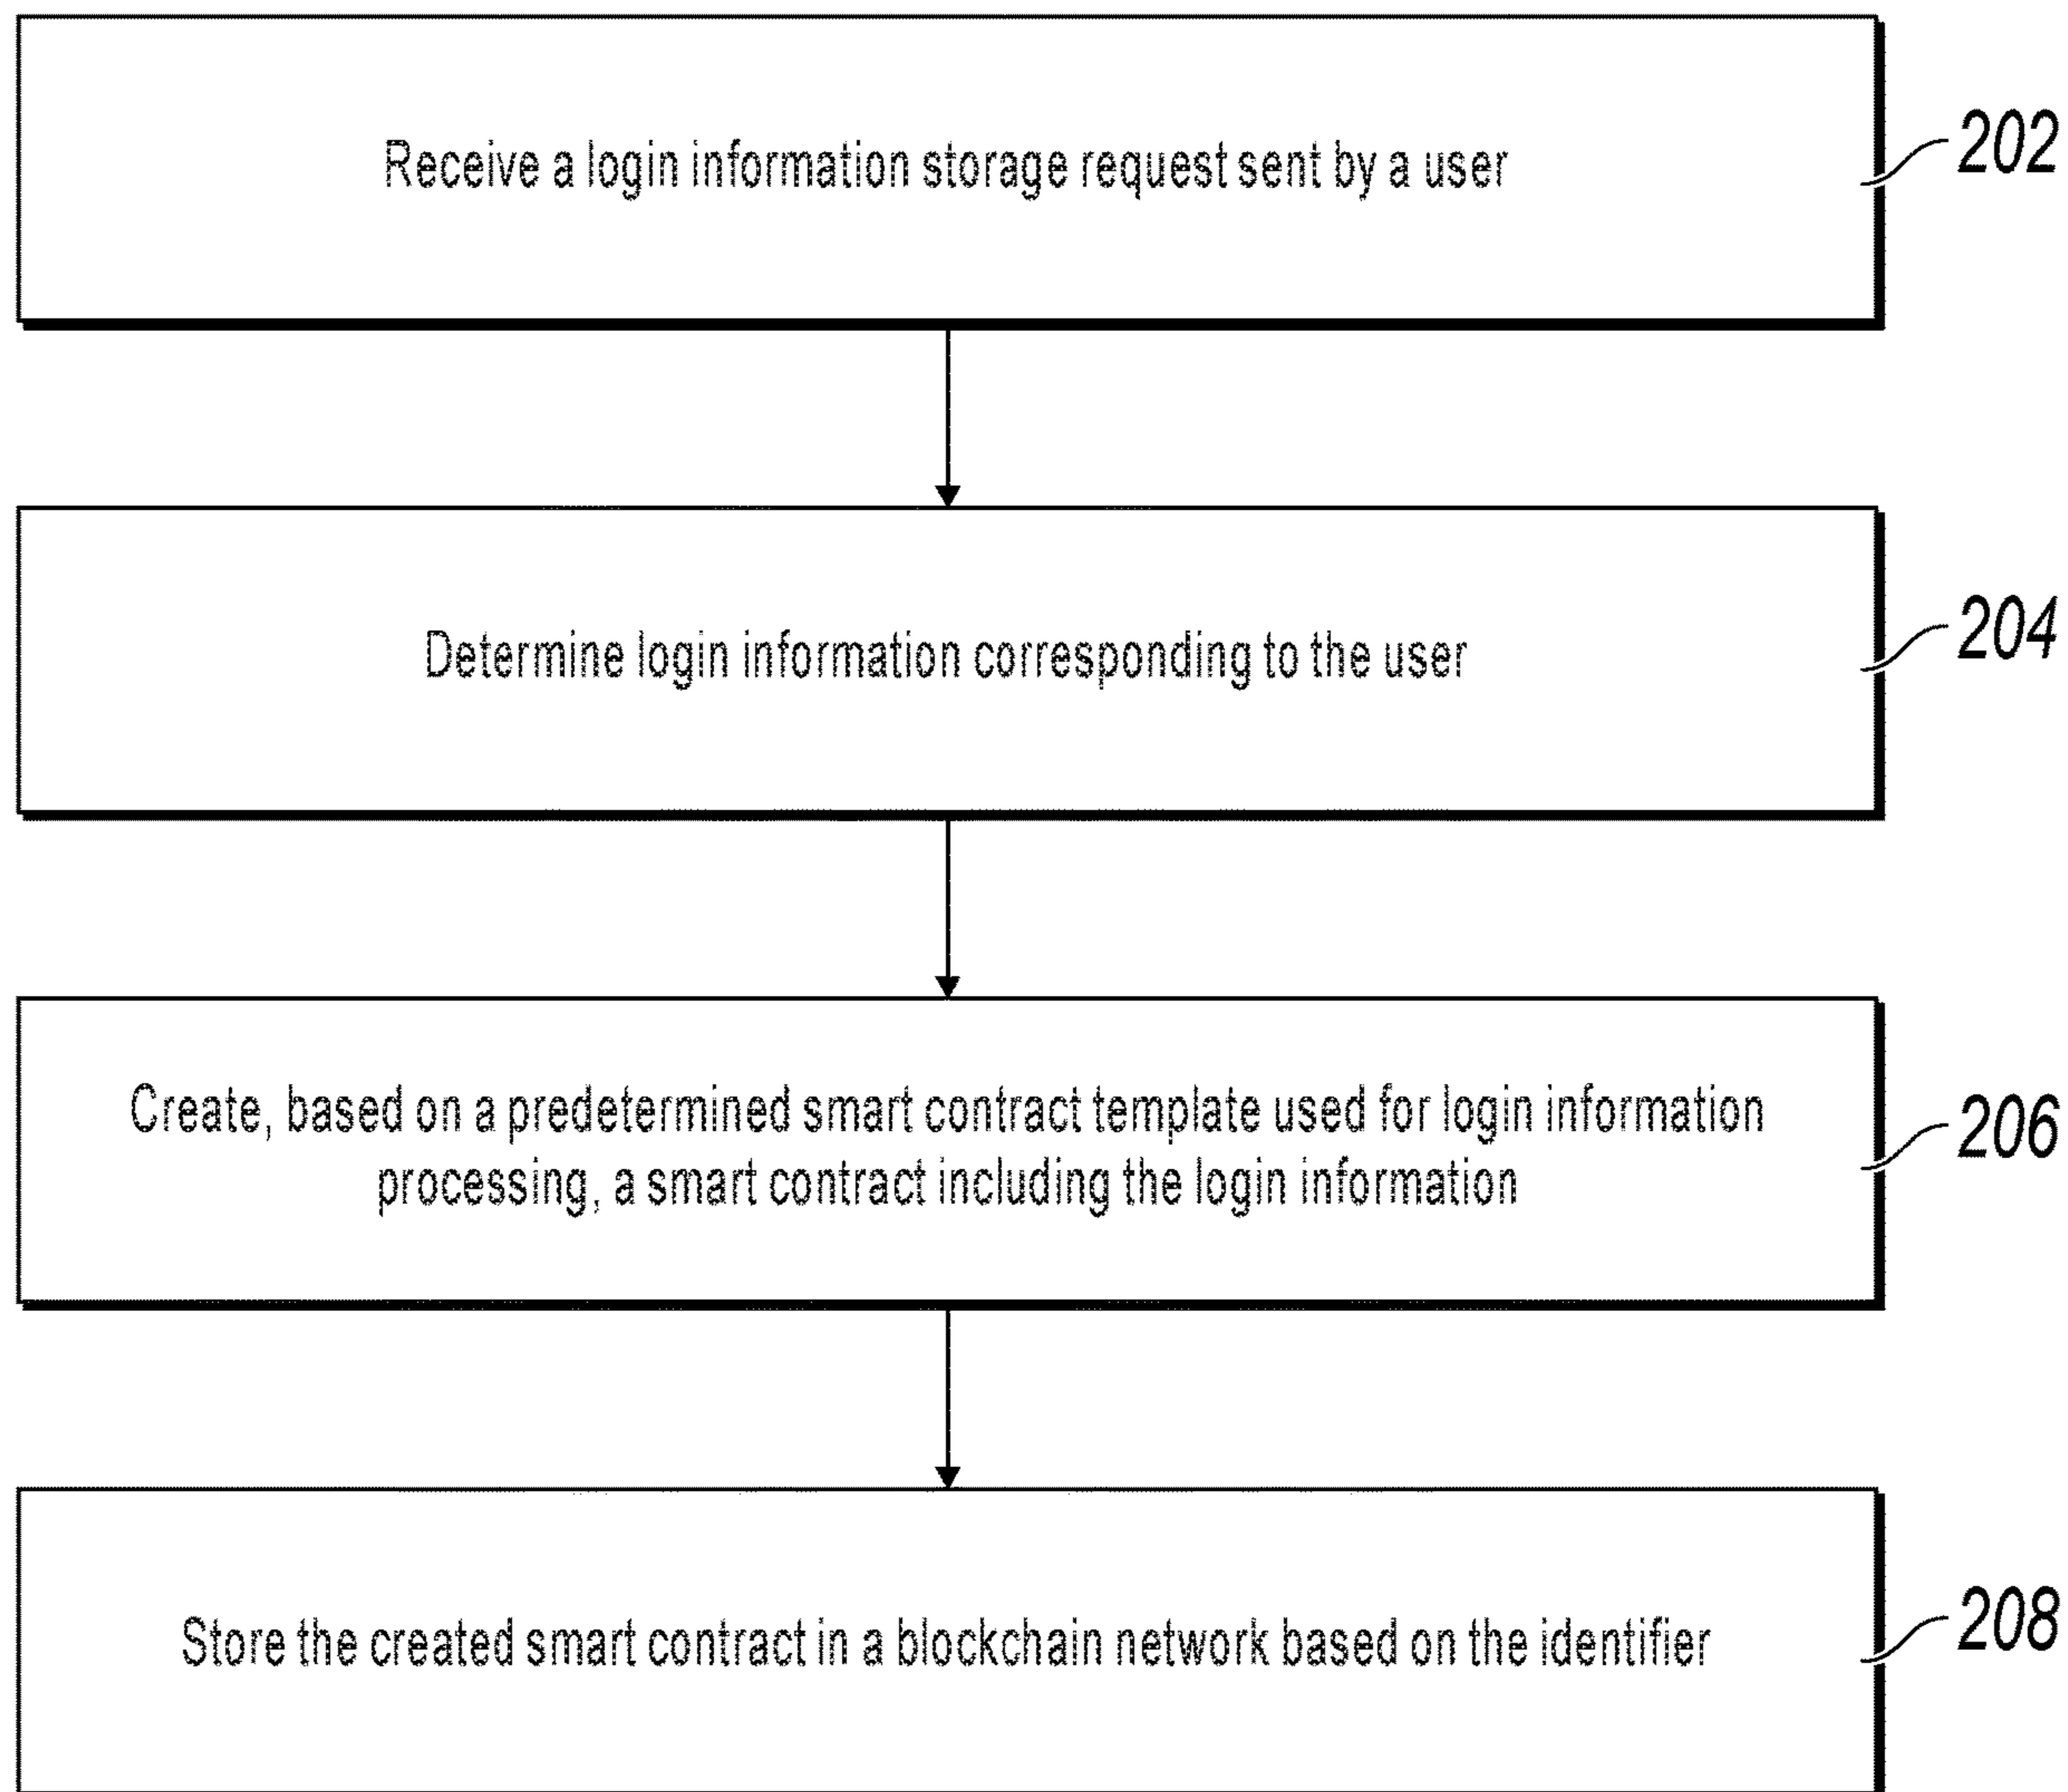 Receive a login information storage request sent by a user
202
Determine login information corresponding to the user
204
Create, based on a predetermined smart contract template used for login information
processing, a smart contract including the login information
206
Store the created smart contract in a blockchain network based on the identifier
208